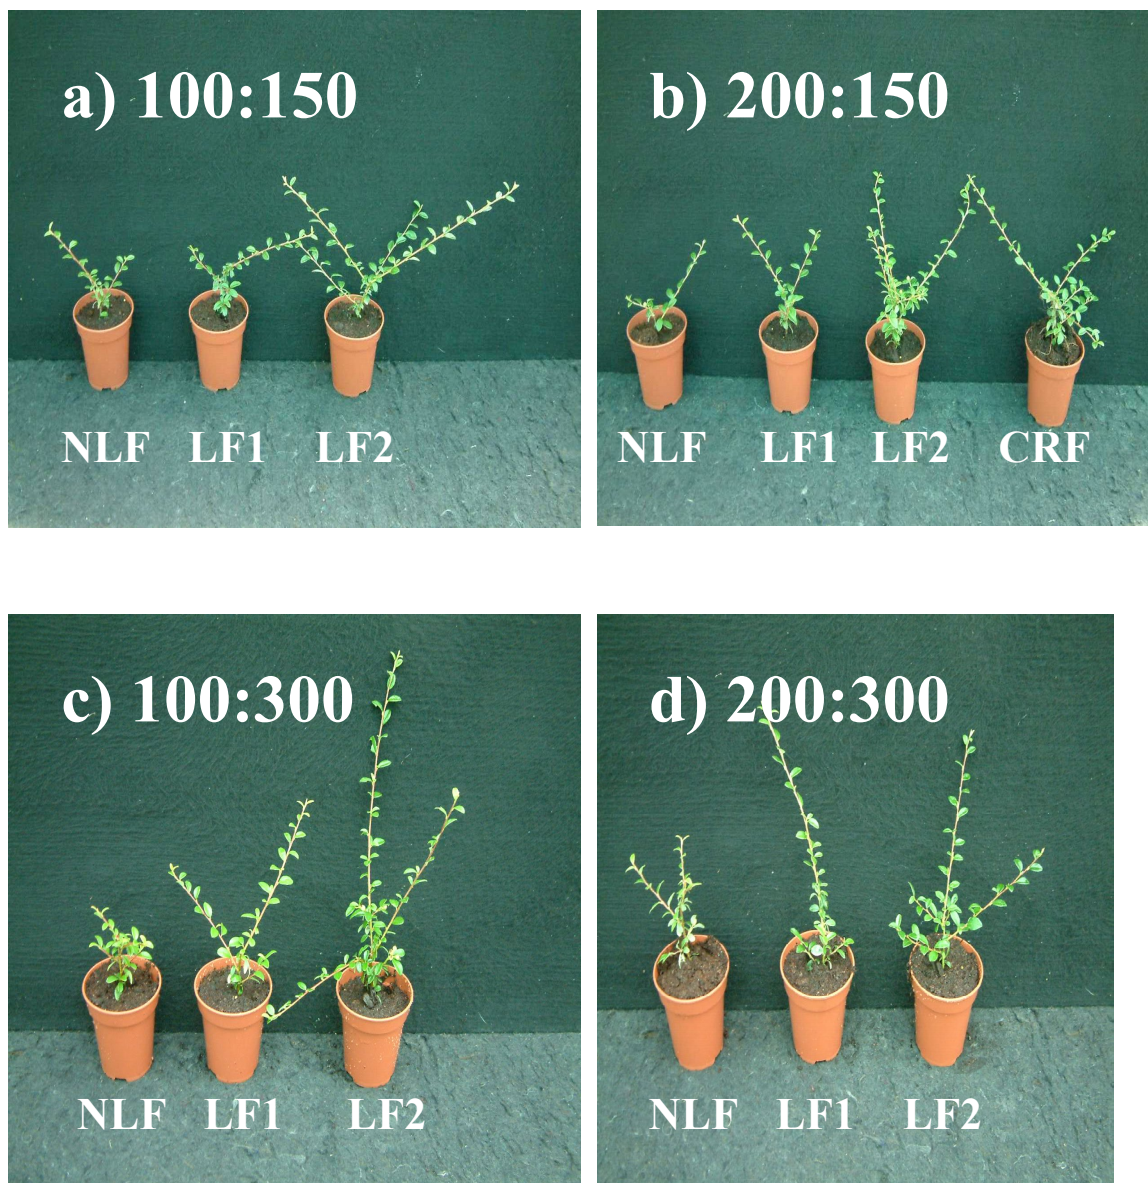 a) 100:150
NLF LF1 LF2
b) 200:150
NLF LF1 LF2 CRF
c) 100:300
NLF LF1 LF2
d) 200:300
NLF LF1 LF2